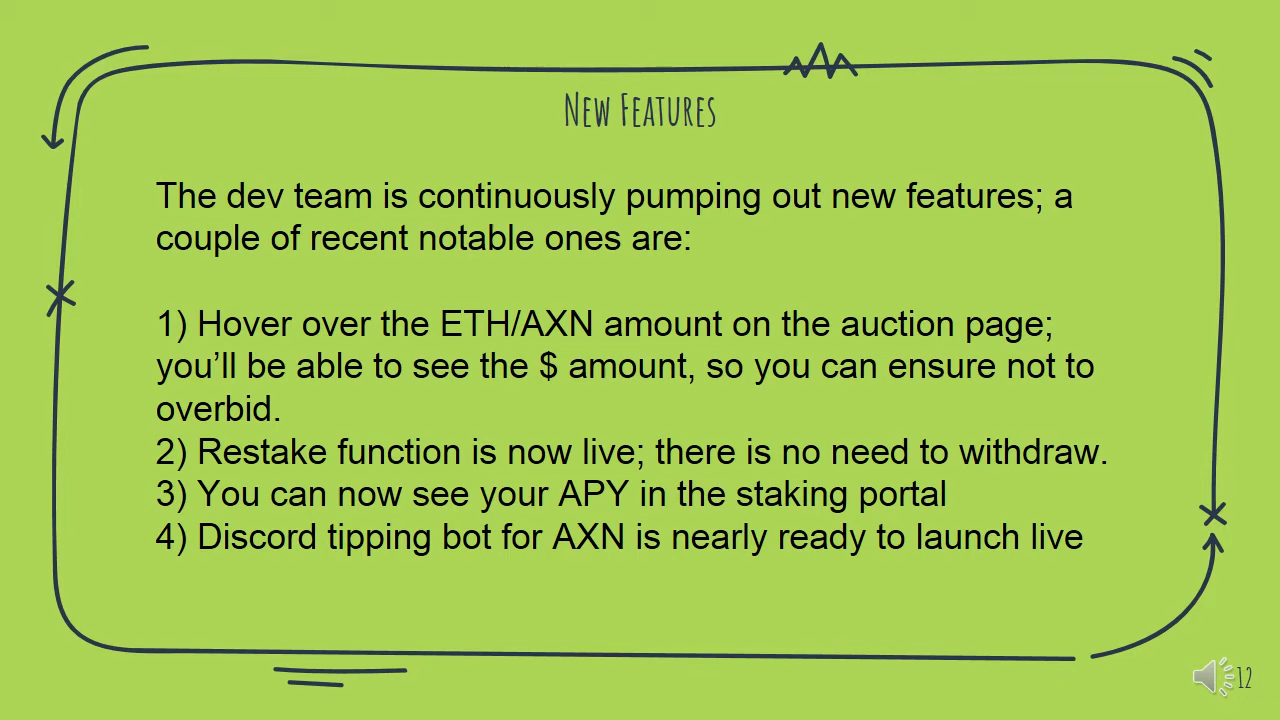 New Features
The dev team is continuously pumping out new features; a
couple of recent notable ones are:
1) Hover over the ETH/AXN amount on the auction page;
you’ll be able to see the $ amount, so you can ensure not to
overbid.
2) Restake function is now live; there is no need to withdraw.
3) You can now see your APY in the staking portal
4) Discord tipping bot for AXN is nearly ready to launch live
12